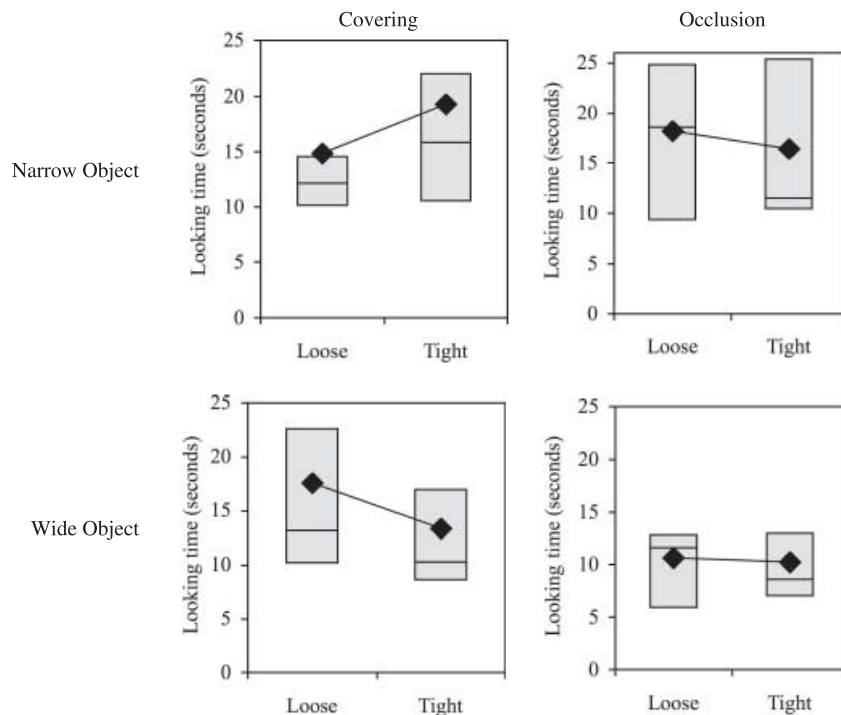 Covering
Occlusion
Narrow Object
Looking time (seconds)
25
20
15
10
5
0
Loose
Tight
Looking time (seconds)
25
20
15
10
5
0
Loose
Tight
Wide Object
Looking time (seconds)
25
20
15
10
5
0
Loose
Tight
Looking time (seconds)
25
20
15
10
5
0
Loose
Tight